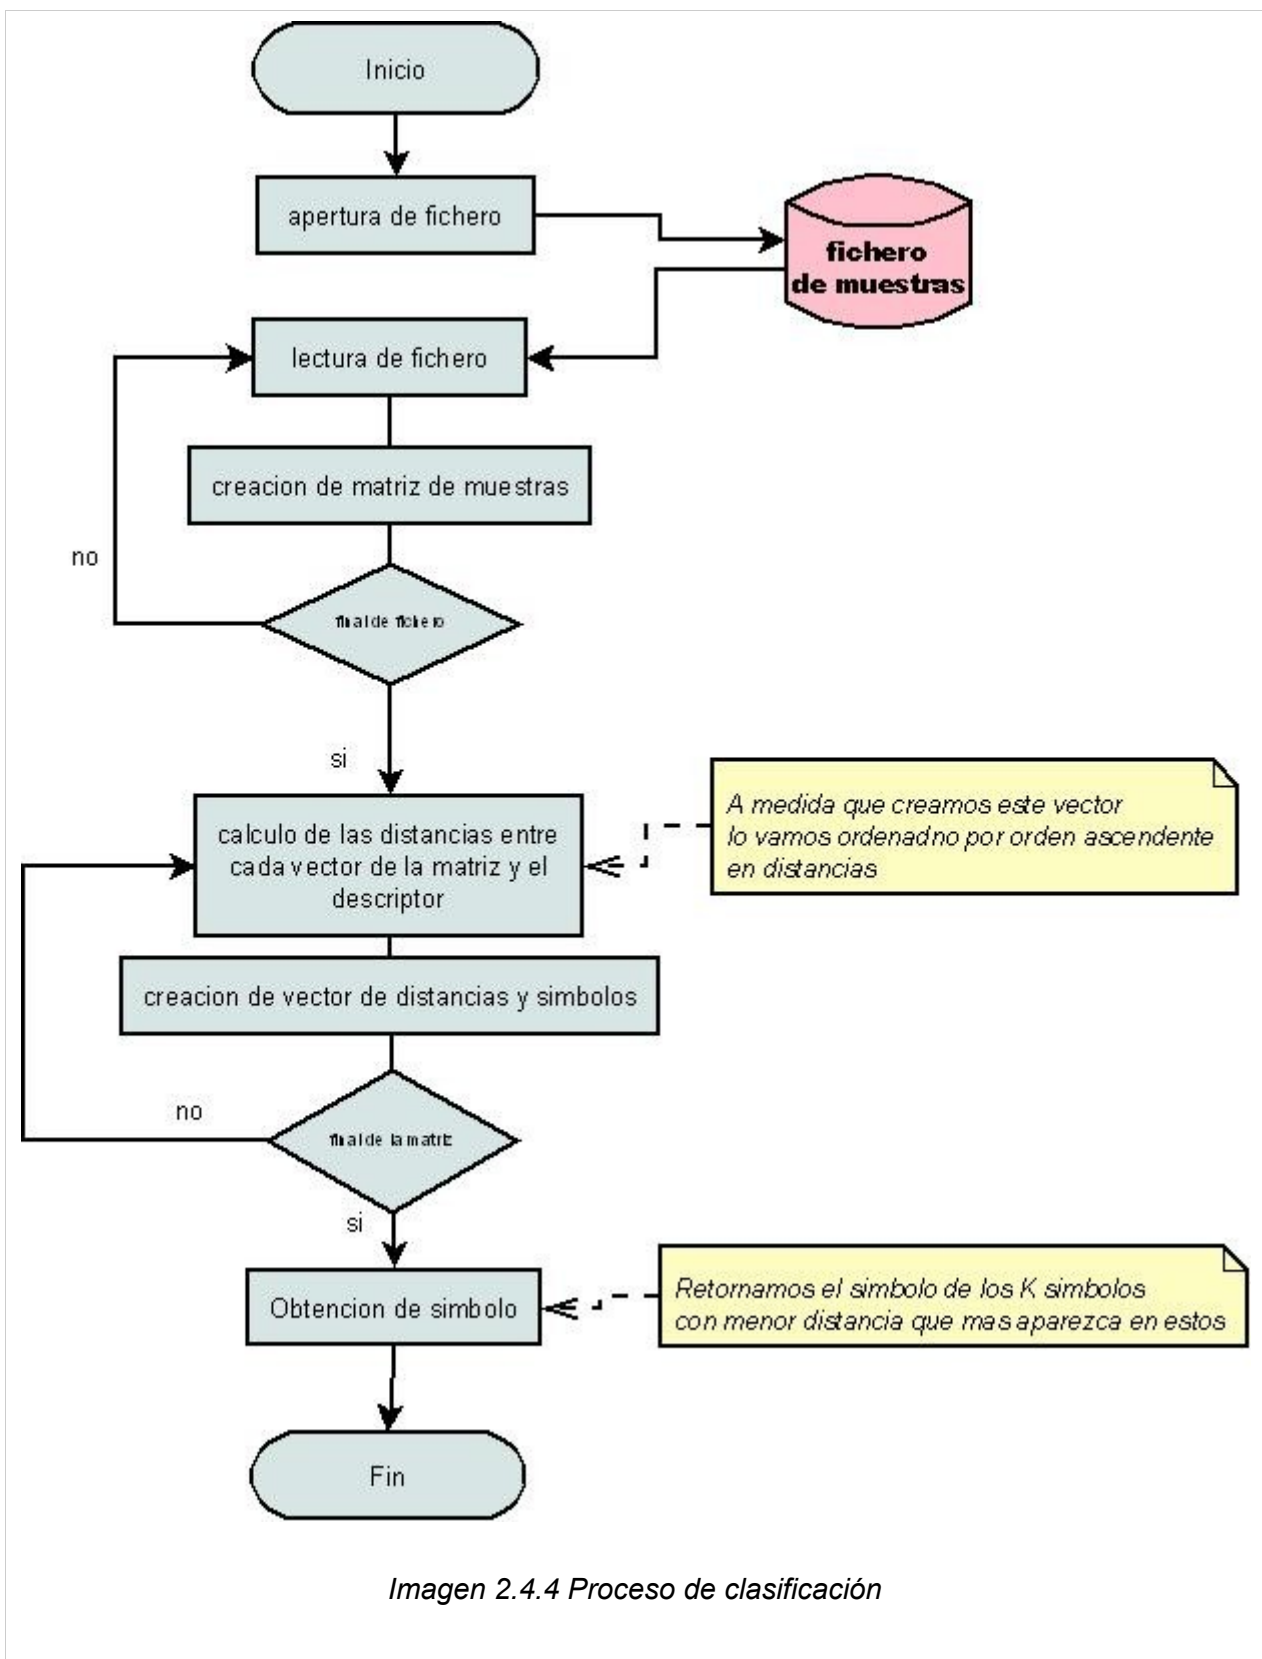 Inicio
apertura de fichero
fichero
de muestras
lectura de fichero
creacion de matriz de muestras
no
final de fichero
si
calculo de las distancias entre
cada vector de la matriz y el
descriptor
A medida que creamos este vector
lo vamos ordenadno por orden ascendente
en distancias
creacion de vector de distancias y simbolos
no
final de la matriz
si
Obtencion de simbolo
Retornamos el simbolo de los K simbolos
con menor distancia que mas aparezca en estos
Fin
Imagen 2.4.4 Proceso de clasificación